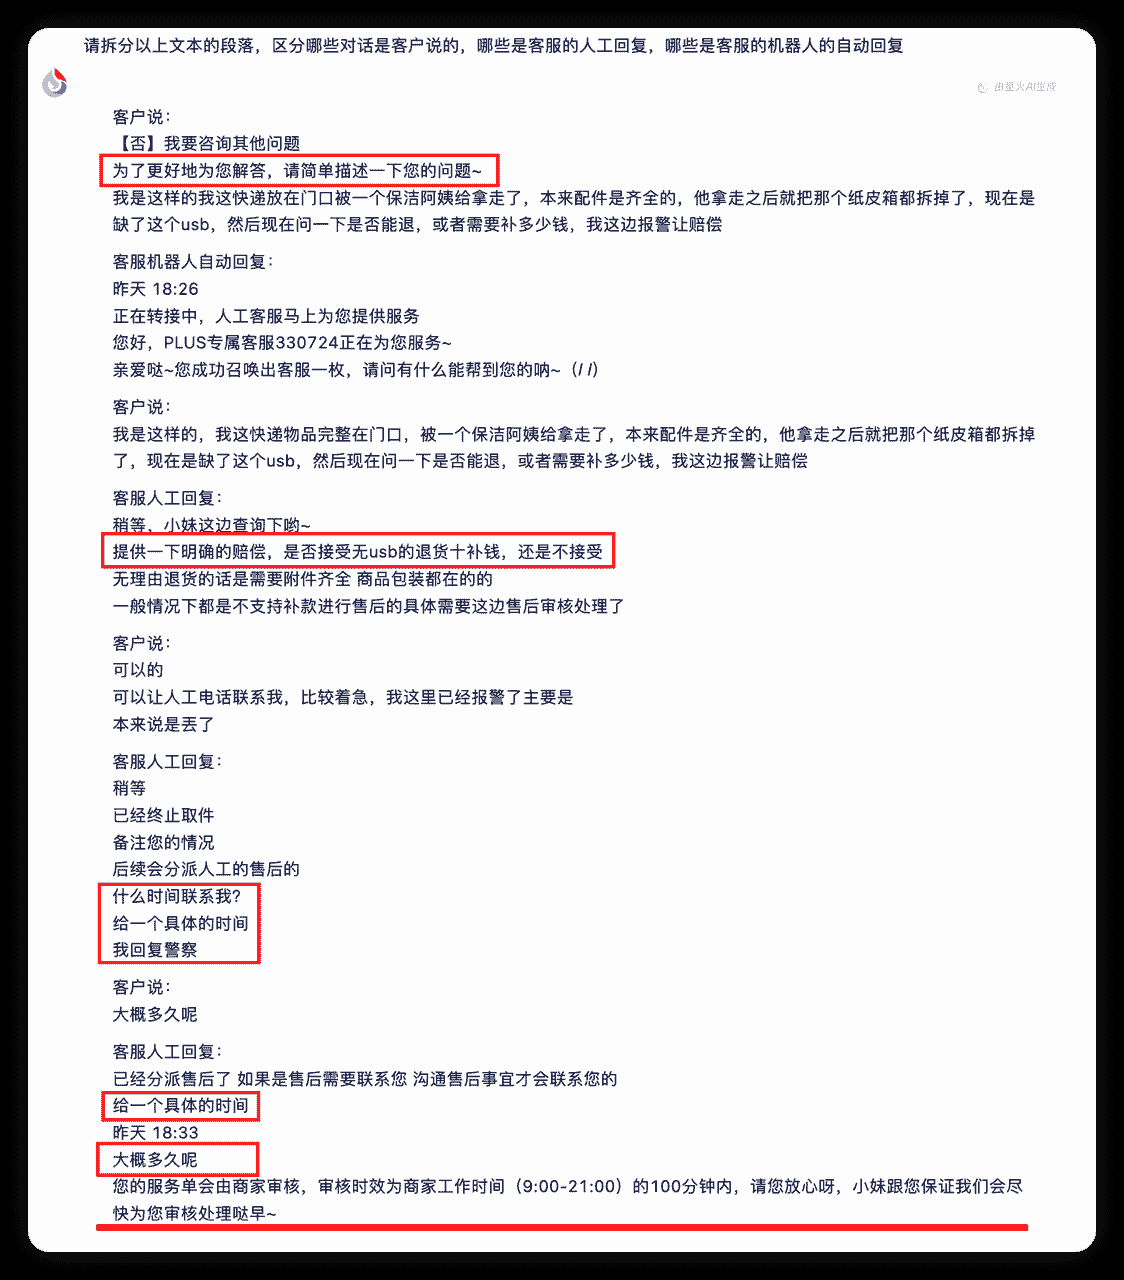 请拆分以上文本的段落，区分哪些对话是客户说的，哪些是客服的人工回复，哪些是客服的机器人的自动回复
由星火AI生成
客户说：
【否】我要咨询其他问题
为了更好地为您解答，请简单描述一下您的问题~
我是这样的我这快递放在门口被一个保洁阿姨给拿走了，本来配件是齐全的，他拿走之后就把那个纸皮箱都拆掉了，现在是
缺了这个usb，然后现在问一下是否能退，或者需要补多少钱，我这边报警让赔偿
客服机器人自动回复：
昨天 18:26
正在转接中，人工客服马上为您提供服务
您好，PLUS专属客服330724正在为您服务~
亲爱哒~您成功召唤出客服一枚，请问有什么能帮到您的呐~（/ /）
客户说：
我是这样的，我这快递物品完整在门口，被一个保洁阿姨给拿走了，本来配件是齐全的，他拿走之后就把那个纸皮箱都拆掉
了，现在是缺了这个usb，然后现在问一下是否能退，或者需要补多少钱，我这边报警让赔偿
客服人工回复：
稍等，小妹这边查询下哟~
提供一下明确的赔偿，是否接受无usb的退货十补钱，还是不接受
无理由退货的话是需要附件齐全 商品包装都在的的
一般情况下都是不支持补款进行售后的具体需要这边售后审核处理了
客户说：
可以的
可以让人工电话联系我，比较着急，我这里已经报警了主要是
本来说是丢了
客服人工回复：
稍等
已经终止取件
备注您的情况
后续会分派人工的售后的
什么时间联系我?
给一个具体的时间
我回复警察
客户说：
大概多久呢
客服人工回复：
已经分派售后了 如果是售后需要联系您 沟通售后事宜才会联系您的
给一个具体的时间
昨天 18:33
大概多久呢
您的服务单会由商家审核，审核时效为商家工作时间（9:00-21:00）的100分钟内，请您放心呀，小妹跟您保证我们会尽
快为您审核处理哒早~